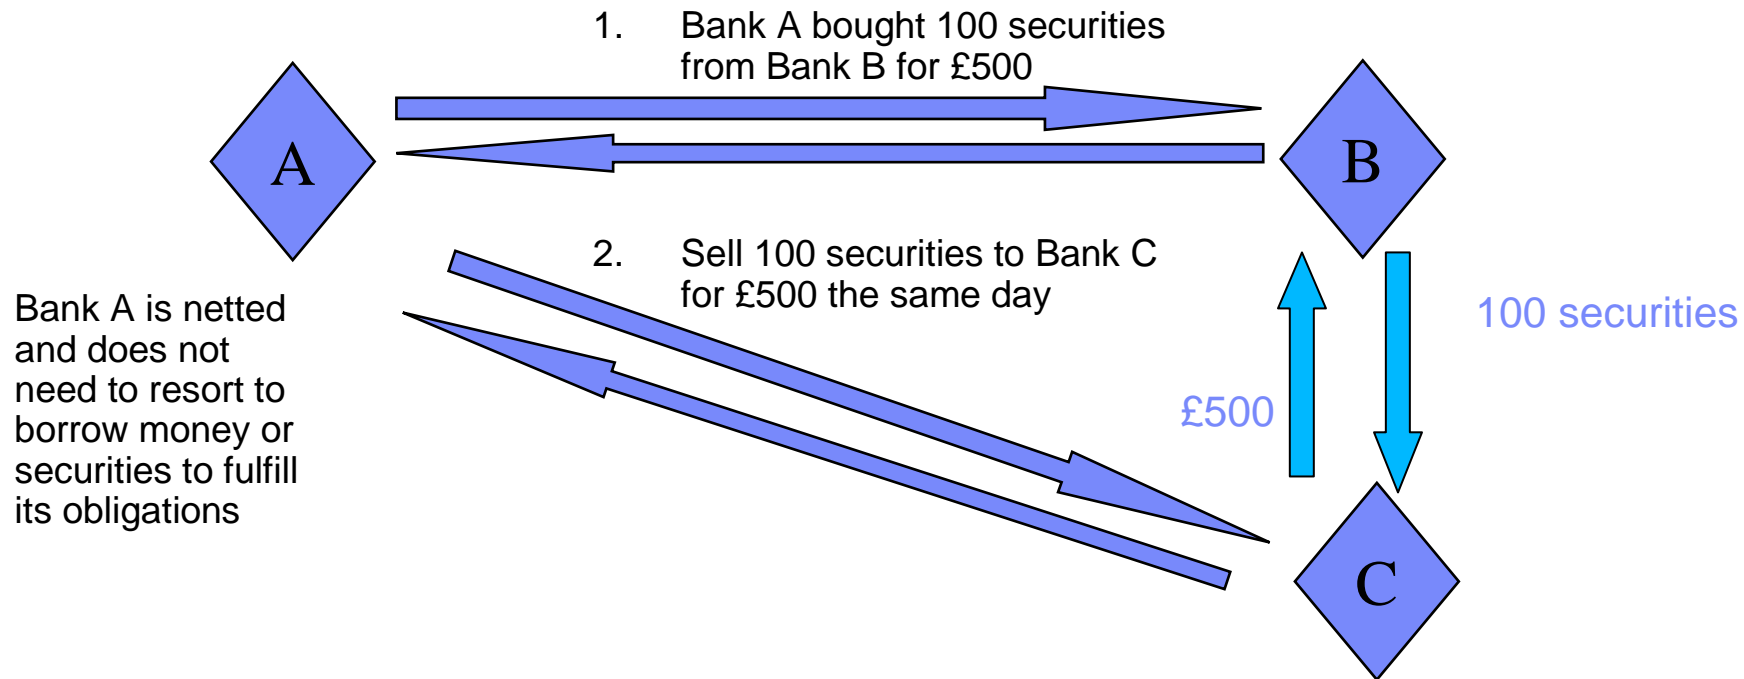 1. Bank A bought 100 securities
from Bank B for £500
A
B
2. Sell 100 securities to Bank C
for £500 the same day
Bank A is netted
and does not
need to resort to
borrow money or
securities to fulfill
its obligations
100 securities
£500
C